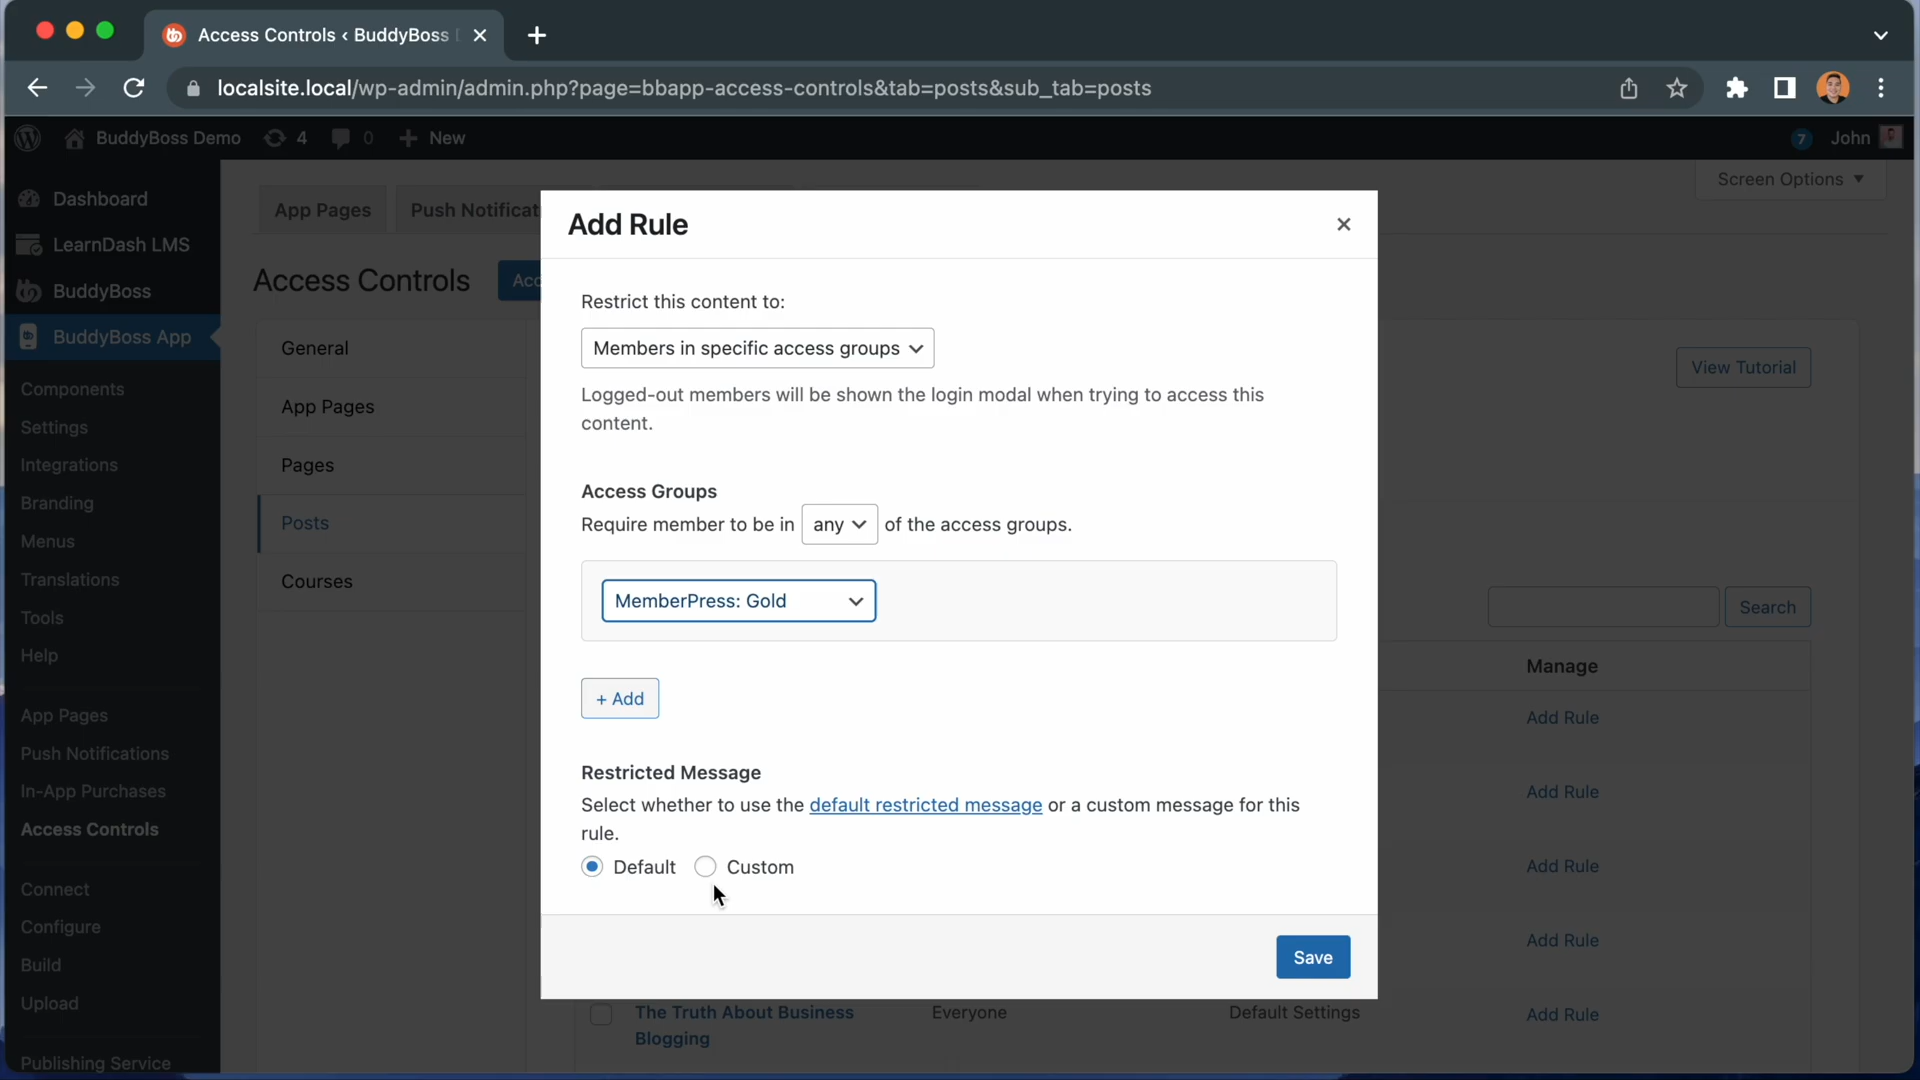 Access Controls ‹ BuddyBoss
localsite.local/wp-admin/admin.php?page=bbapp-access-controls&tab=posts&sub_tab=posts
BuddyBoss Demo 4 0 + New 7 John
Screen Options ▼
Dashboard
LearnDash LMS
BuddyBoss
BuddyBoss App
Components
Settings
Integrations
Branding
Menus
Translations
Tools
Help
App Pages
Push Notifications
In-App Purchases
Access Controls
Connect
Configure
Build
Upload
Publishing Service
App Pages
Push Notificat
Access Controls
General
App Pages
Pages
Posts
Courses
Add Rule
×
Restrict this content to:
Members in specific access groups
Logged-out members will be shown the login modal when trying to access this
content.
Access Groups
Require member to be in any of the access groups.
MemberPress: Gold
+ Add
Restricted Message
Select whether to use the default restricted message or a custom message for this
rule.
Default Custom
Save
View Tutorial
Search
Manage
Add Rule
Add Rule
Add Rule
Add Rule
The Truth About Business Everyone Default Settings Add Rule
Blogging